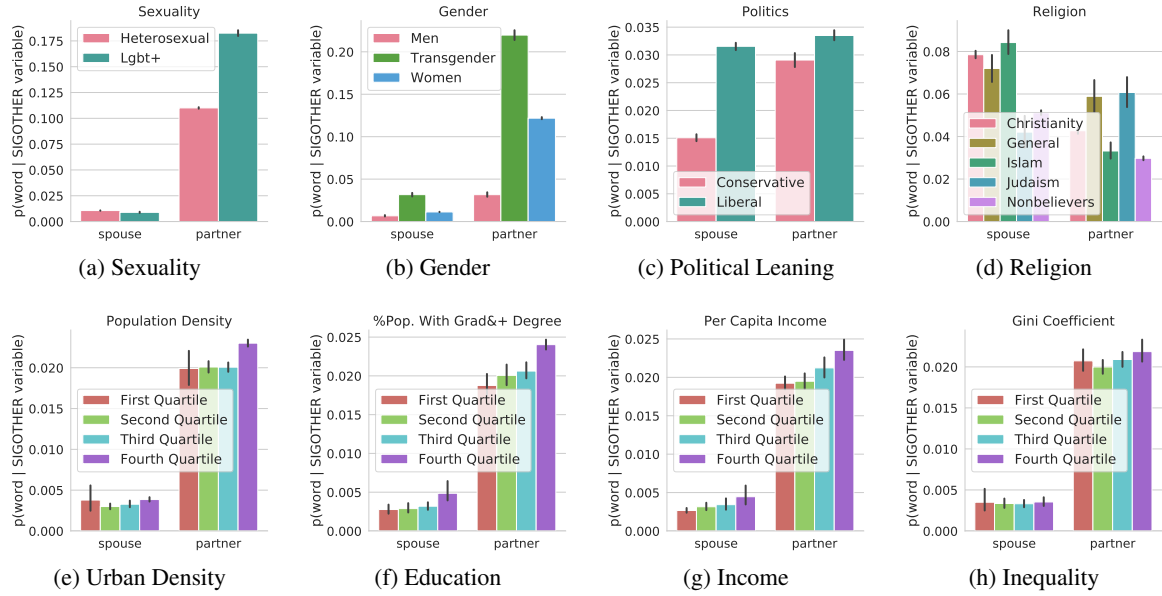 Sexuality
p(word | SIGOTHER variable)
0.175
0.150
0.125
0.100
0.075
0.050
0.025
0.000
Heterosexual
Lgbt+
spouse
partner
(a) Sexuality
Gender
p(word | SIGOTHER variable)
0.20
0.15
0.10
0.05
0.00
Men
Transgender
Women
spouse
partner
(b) Gender
Politics
p(word | SIGOTHER variable)
0.035
0.030
0.025
0.020
0.015
0.010
0.005
0.000
Conservative
Liberal
spouse
partner
(c) Political Leaning
Religion
p(word | SIGOTHER variable)
0.08
0.06
0.04
0.02
0.00
Christianity
General
Islam
Judaism
Nonbelievers
spouse
partner
(d) Religion
Population Density
p(word | SIGOTHER variable)
0.020
0.015
0.010
0.005
0.000
First Quartile
Second Quartile
Third Quartile
Fourth Quartile
spouse
partner
(e) Urban Density
%Pop. With Grad&+ Degree
p(word | SIGOTHER variable)
0.025
0.020
0.015
0.010
0.005
0.000
First Quartile
Second Quartile
Third Quartile
Fourth Quartile
spouse
partner
(f) Education
Per Capita Income
p(word | SIGOTHER variable)
0.025
0.020
0.015
0.010
0.005
0.000
First Quartile
Second Quartile
Third Quartile
Fourth Quartile
spouse
partner
(g) Income
Gini Coefficient
p(word | SIGOTHER variable)
0.020
0.015
0.010
0.005
0.000
First Quartile
Second Quartile
Third Quartile
Fourth Quartile
spouse
partner
(h) Inequality